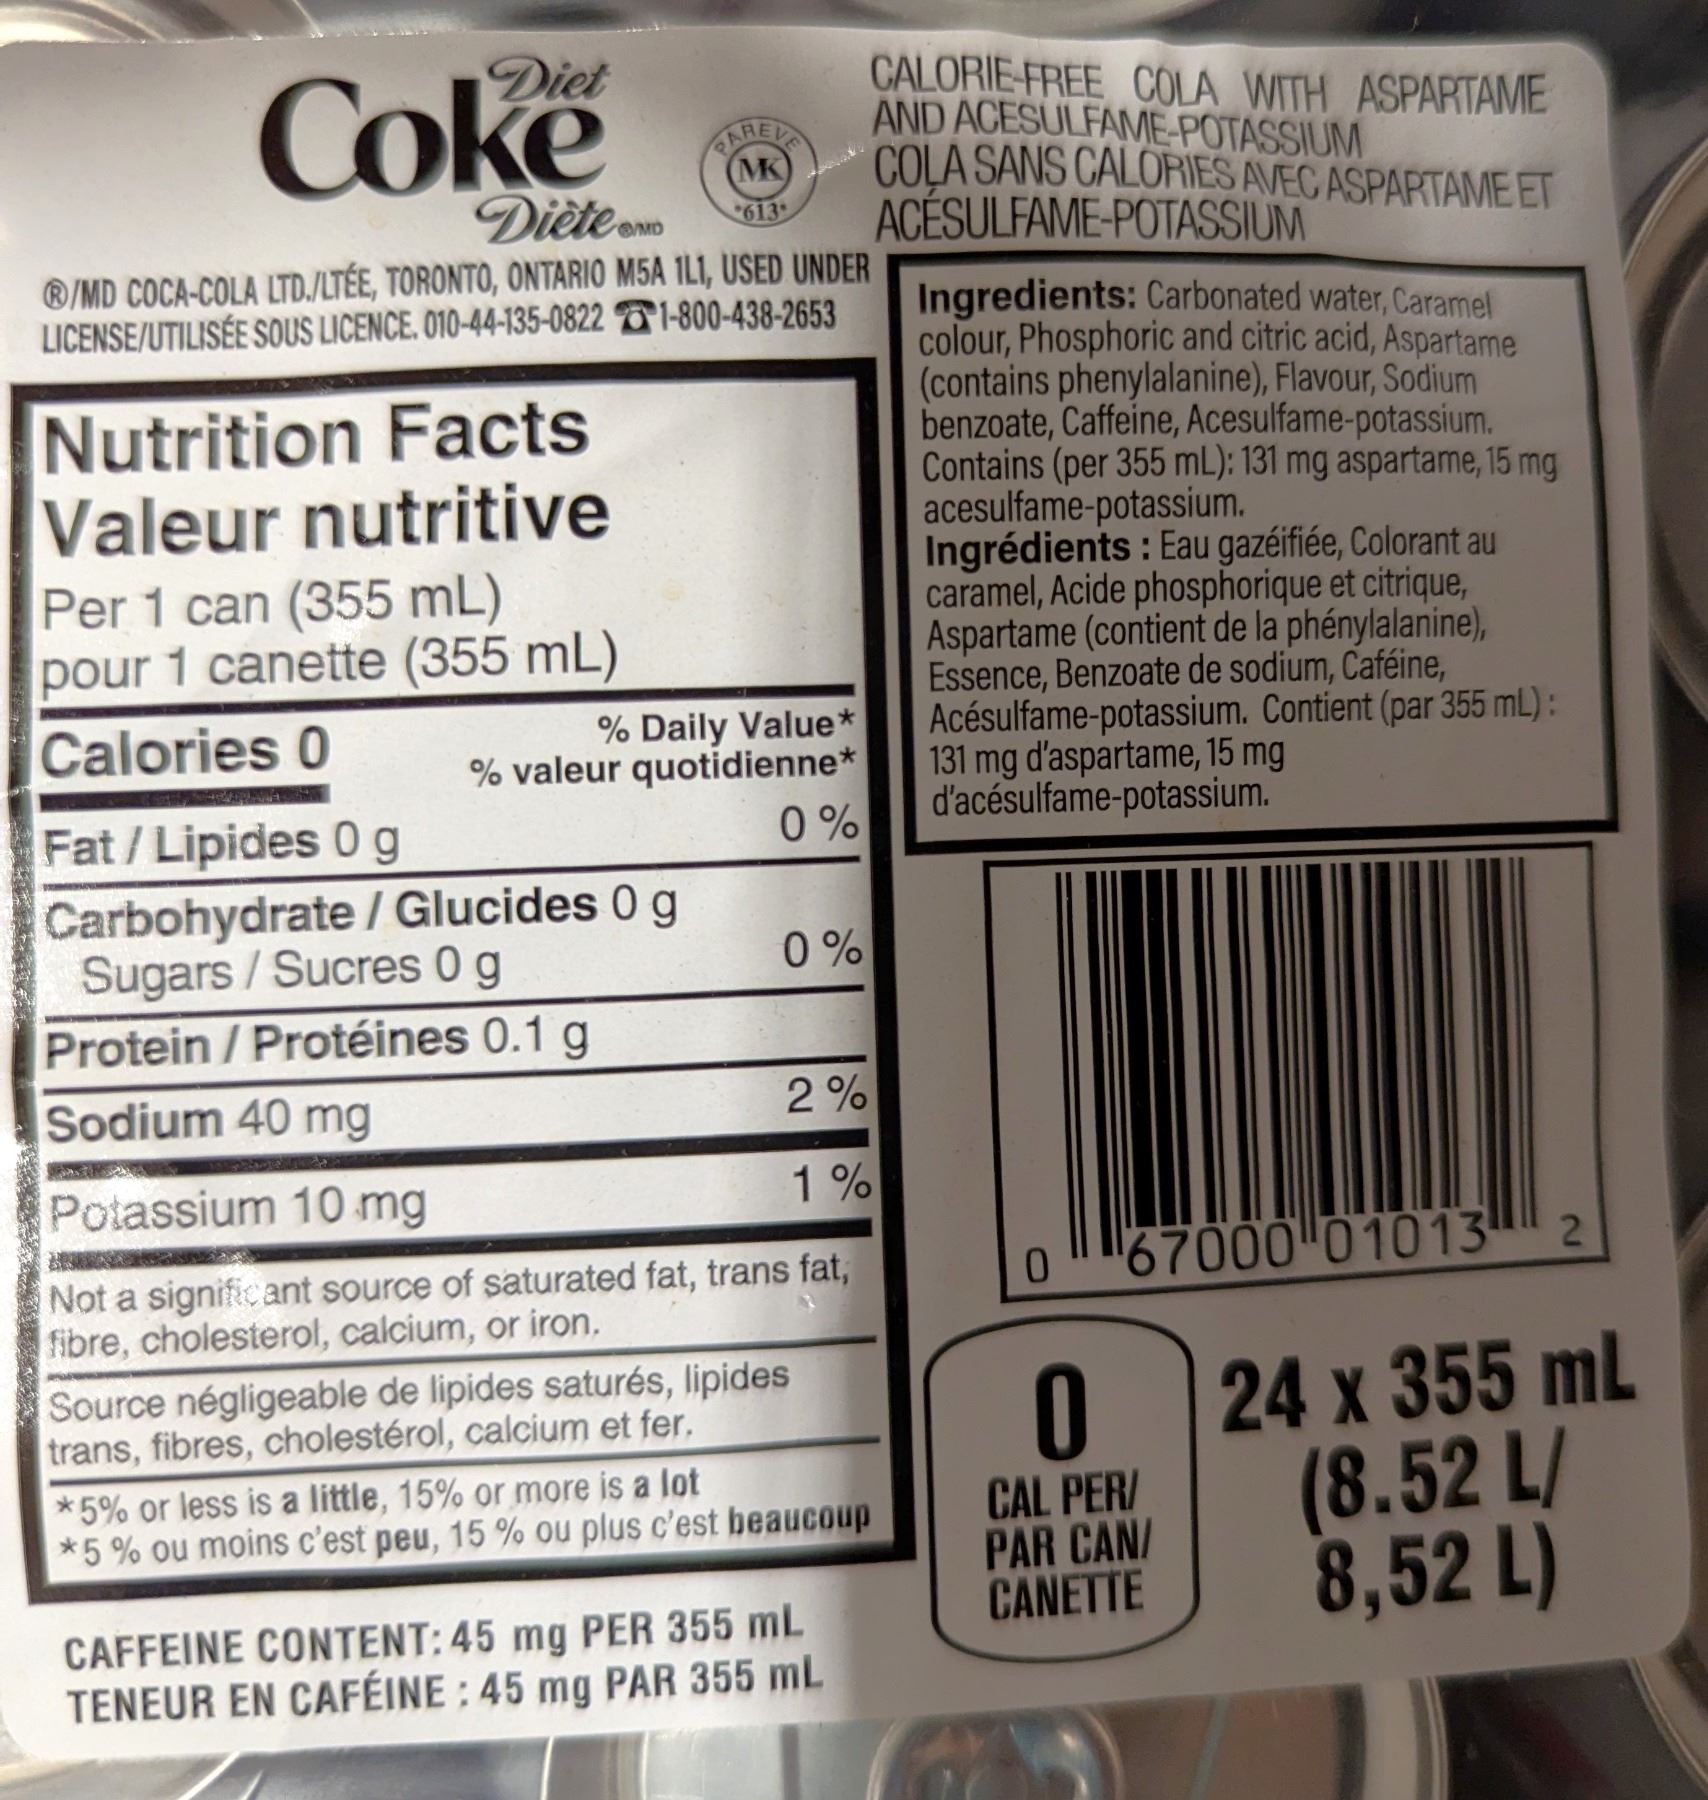 Diet
Coke
Diète ®/MD
PAREVE
MK
*613*
CALORIE-FREE COLA WITH ASPARTAME
AND ACESULFAME-POTASSIUM
COLA SANS CALORIES AVEC ASPARTAME ET
ACÉSULFAME-POTASSIUM
®/MD COCA-COLA LTD./LTÉE, TORONTO, ONTARIO M5A 1L1, USED UNDER
LICENSE/UTILISÉE SOUS LICENCE. 010-44-135-0822 ☎1-800-438-2653
Nutrition Facts
Valeur nutritive
Per 1 can (355 mL)
pour 1 canette (355 mL)
Calories 0
% Daily Value*
% valeur quotidienne*
Fat / Lipides 0 g 0 %
Carbohydrate / Glucides 0 g
Sugars / Sucres 0 g 0 %
Protein / Protéines 0.1 g
Sodium 40 mg 2 %
Potassium 10 mg 1 %
Not a significant source of saturated fat, trans fat,
fibre, cholesterol, calcium, or iron.
Source négligeable de lipides saturés, lipides
trans, fibres, cholestérol, calcium et fer.
*5% or less is a little, 15% or more is a lot
*5 % ou moins c'est peu, 15 % ou plus c'est beaucoup
CAFFEINE CONTENT: 45 mg PER 355 mL
TENEUR EN CAFÉINE : 45 mg PAR 355 mL
Ingredients: Carbonated water, Caramel
colour, Phosphoric and citric acid, Aspartame
(contains phenylalanine), Flavour, Sodium
benzoate, Caffeine, Acesulfame-potassium.
Contains (per 355 mL): 131 mg aspartame, 15 mg
acesulfame-potassium.
Ingrédients : Eau gazéifiée, Colorant au
caramel, Acide phosphorique et citrique,
Aspartame (contient de la phénylalanine),
Essence, Benzoate de sodium, Caféine,
Acésulfame-potassium. Contient (par 355 mL) :
131 mg d'aspartame, 15 mg
d'acésulfame-potassium.
0 67000 01013 2
0
CAL PER/
PAR CAN/
CANETTE
24 x 355 mL
(8.52 L/
8,52 L)